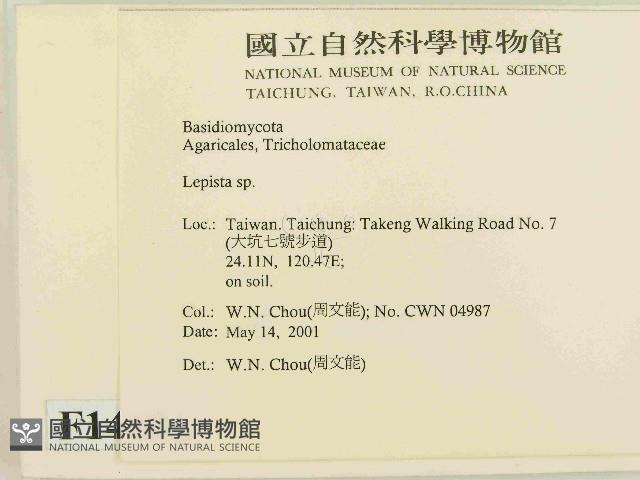 國立自然科學博物館
NATIONAL MUSEUM OF NATURAL SCIENCE
TAICHUNG, TAIWAN, R.O.CHINA
Basidiomycota
Agaricales, Tricholomataceae
Lepista sp.
Loc.: Taiwan. Taichung: Takeng Walking Road No. 7
(大坑七號步道)
24.11N, 120.47E;
on soil.
Col.: W.N. Chou(周文能); No. CWN 04987
Date: May 14, 2001
Det.: W.N. Chou(周文能)
國立自然科學博物館
NATIONAL MUSEUM OF NATURAL SCIENCE